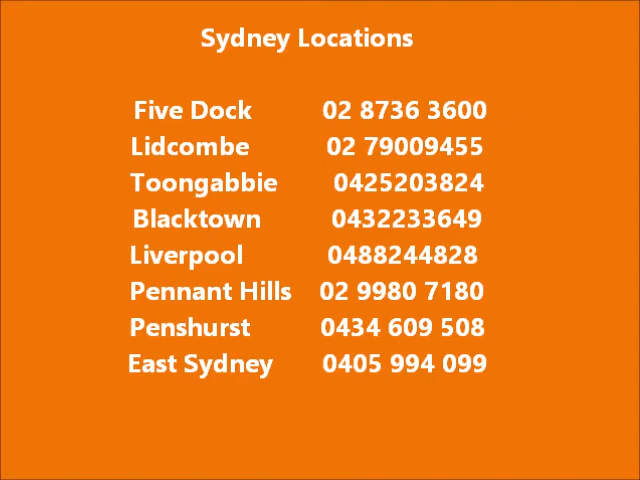 Sydney Locations
Five Dock 02 8736 3600
Lidcombe 02 79009455
Toongabbie 0425203824
Blacktown 0432233649
Liverpool 0488244828
Pennant Hills 02 9980 7180
Penshurst 0434 609 508
East Sydney 0405 994 099